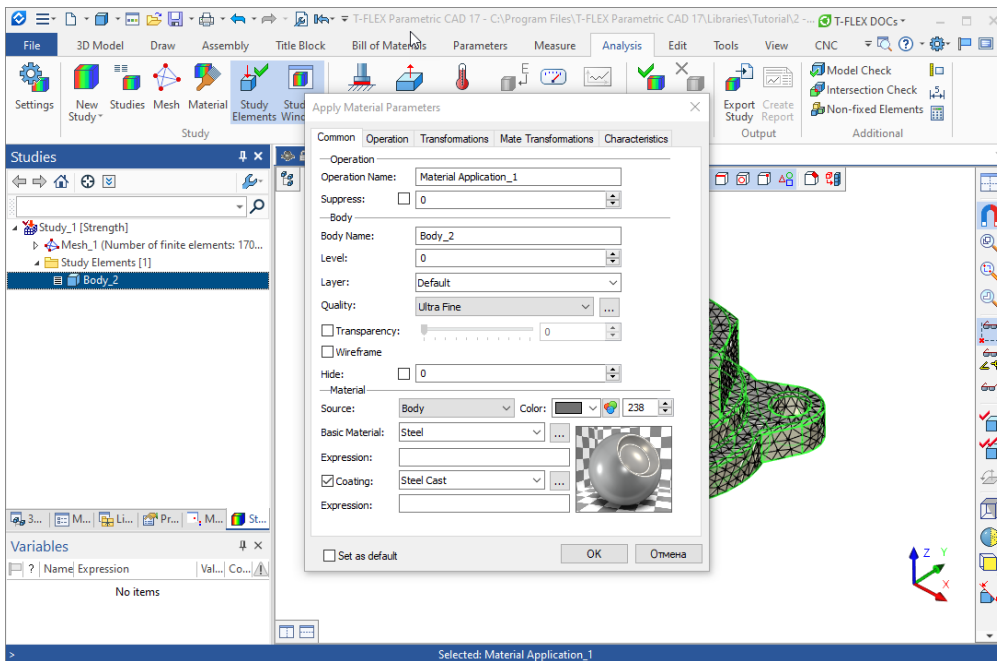 T-FLEX Parametric CAD 17 - C:\Program Files\T-FLEX Parametric CAD 17\Libraries\Tutorial\2 -... T-FLEX DOCs
File 3D Model Draw Assembly Title Block Bill of Materials Parameters Measure Analysis Edit Tools View CNC
Settings New Study Studies Mesh Material Study Elements
Export Study Create Report
Model Check
Intersection Check
Non-fixed Elements
Study Output Additional
Apply Material Parameters
Common Operation Transformations Mate Transformations Characteristics
Operation
Operation Name: Material Application_1
Suppress: 0
Body
Body Name: Body_2
Level: 0
Layer: Default
Quality: Ultra Fine ...
Transparency: 0
Wireframe
Hide: 0
Material
Source: Body Color: 238
Basic Material: Steel ...
Expression:
Coating: Steel Cast ...
Expression:
Set as default OK Отмена
Studies
Study_1 [Strength]
Mesh_1 (Number of finite elements: 170...
Study Elements [1]
Body_2
3... M... Li... Pr... M... St...
Variables
? Name Expression Val... Co...
No items
Z Y
X
> Selected: Material Application_1